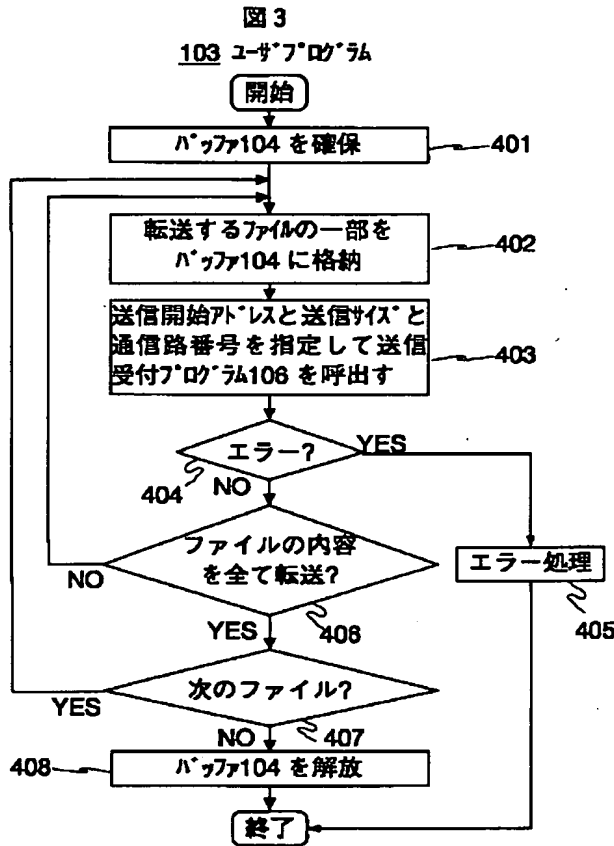 図3
103 ユーザプログラム
開始
バッファ104を確保
401
転送するファイルの一部を
バッファ104に格納
402
送信開始アドレスと送信サイズと
通信路番号を指定して送信
受付プログラム106を呼出す
403
エラー?
YES
404
NO
ファイルの内容
を全て転送?
NO
エラー処理
405
406
YES
次のファイル?
YES
407
NO
408
バッファ104を解放
終了